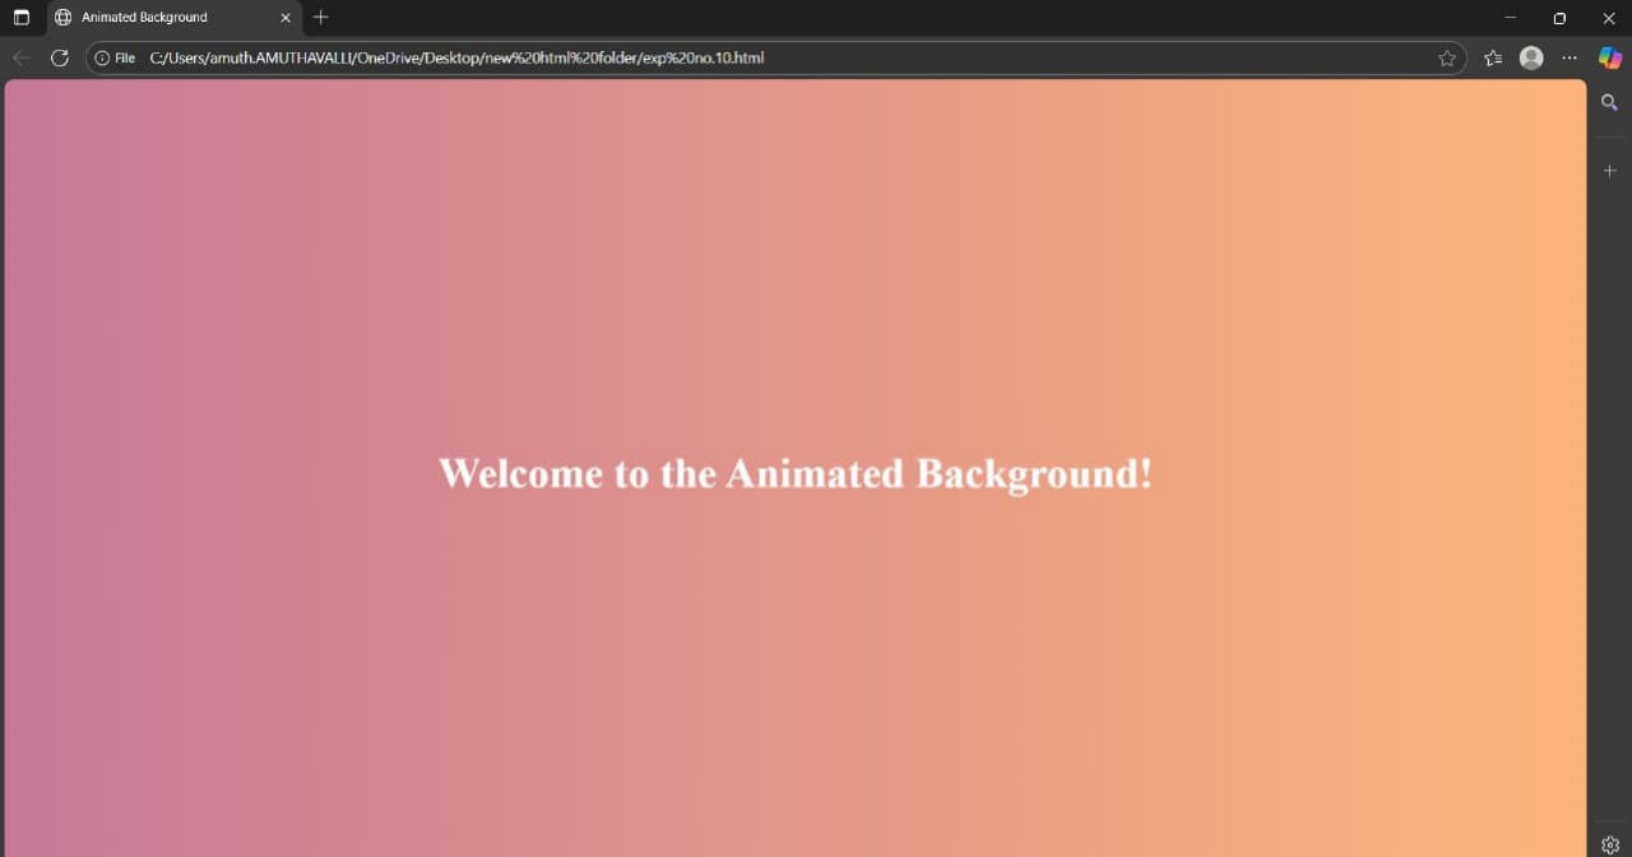 Animated Background
File C:/Users/amuth.AMUTHAVALLI/OneDrive/Desktop/new%20html%20folder/exp%20no.10.html
Welcome to the Animated Background!